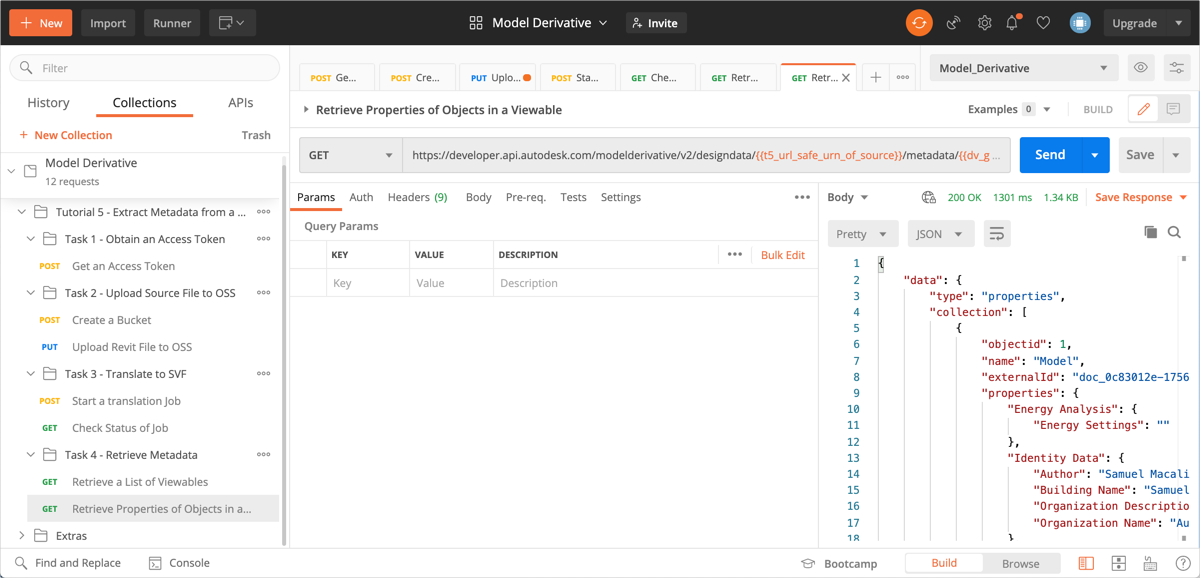 New
Import
Runner
Model Derivative
Invite
Upgrade
Filter
History
Collections
APIs
+ New Collection
Trash
Model Derivative
12 requests
Tutorial 5 - Extract Metadata from a ...
Task 1 - Obtain an Access Token
POST Get an Access Token
Task 2 - Upload Source File to OSS
POST Create a Bucket
PUT Upload Revit File to OSS
Task 3 - Translate to SVF
POST Start a translation Job
GET Check Status of Job
Task 4 - Retrieve Metadata
GET Retrieve a List of Viewables
GET Retrieve Properties of Objects in a...
Extras
POST Ge...
POST Cre...
PUT Uplo...
POST Sta...
GET Che...
GET Retr...
GET Retr...
Model_Derivative
Retrieve Properties of Objects in a Viewable
Examples 0
BUILD
GET
https://developer.api.autodesk.com/modelderivative/v2/designdata/{{t5_url_safe_urn_of_source}}/metadata/{{dv_g ...
Send
Save
Params
Auth
Headers (9)
Body
Pre-req.
Tests
Settings
Query Params
KEY
VALUE
DESCRIPTION
Bulk Edit
Key
Value
Description
Body
200 OK
1301 ms
1.34 KB
Save Response
Pretty
JSON
1 {
2 "data": {
3 "type": "properties",
4 "collection": [
5 {
6 "objectid": 1,
7 "name": "Model",
8 "externalId": "doc_0c83012e-1756
9 "properties": {
10 "Energy Analysis": {
11 "Energy Settings": ""
12 },
13 "Identity Data": {
14 "Author": "Samuel Macali
15 "Building Name": "Samuel
16 "Organization Descriptio
17 "Organization Name": "Au
18 }
Find and Replace
Console
Bootcamp
Build
Browse